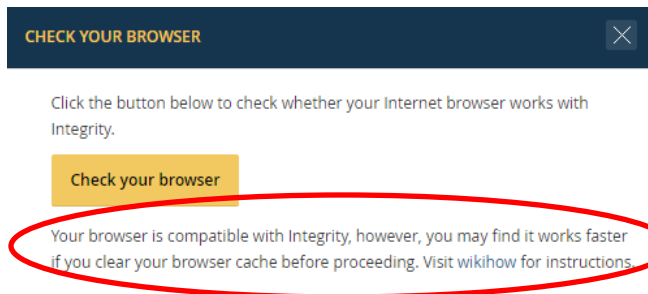 CHECK YOUR BROWSER
Click the button below to check whether your Internet browser works with
Integrity.
Check your browser
Your browser is compatible with Integrity, however, you may find it works faster
if you clear your browser cache before proceeding. Visit wikihow for instructions.